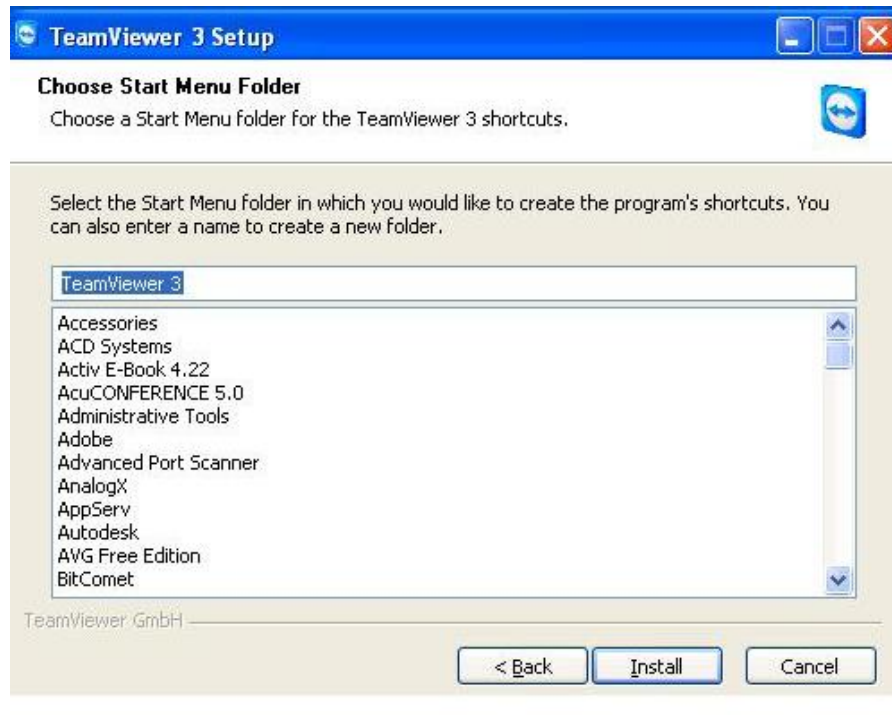 TeamViewer 3 Setup
Choose Start Menu Folder
Choose a Start Menu folder for the TeamViewer 3 shortcuts.
Select the Start Menu folder in which you would like to create the program's shortcuts. You
can also enter a name to create a new folder.
TeamViewer 3
Accessories
ACD Systems
Activ E-Book 4.22
AcuCONFERENCE 5.0
Administrative Tools
Adobe
Advanced Port Scanner
AnalogX
AppServ
Autodesk
AVG Free Edition
BitComet
TeamViewer GmbH
< Back Install Cancel